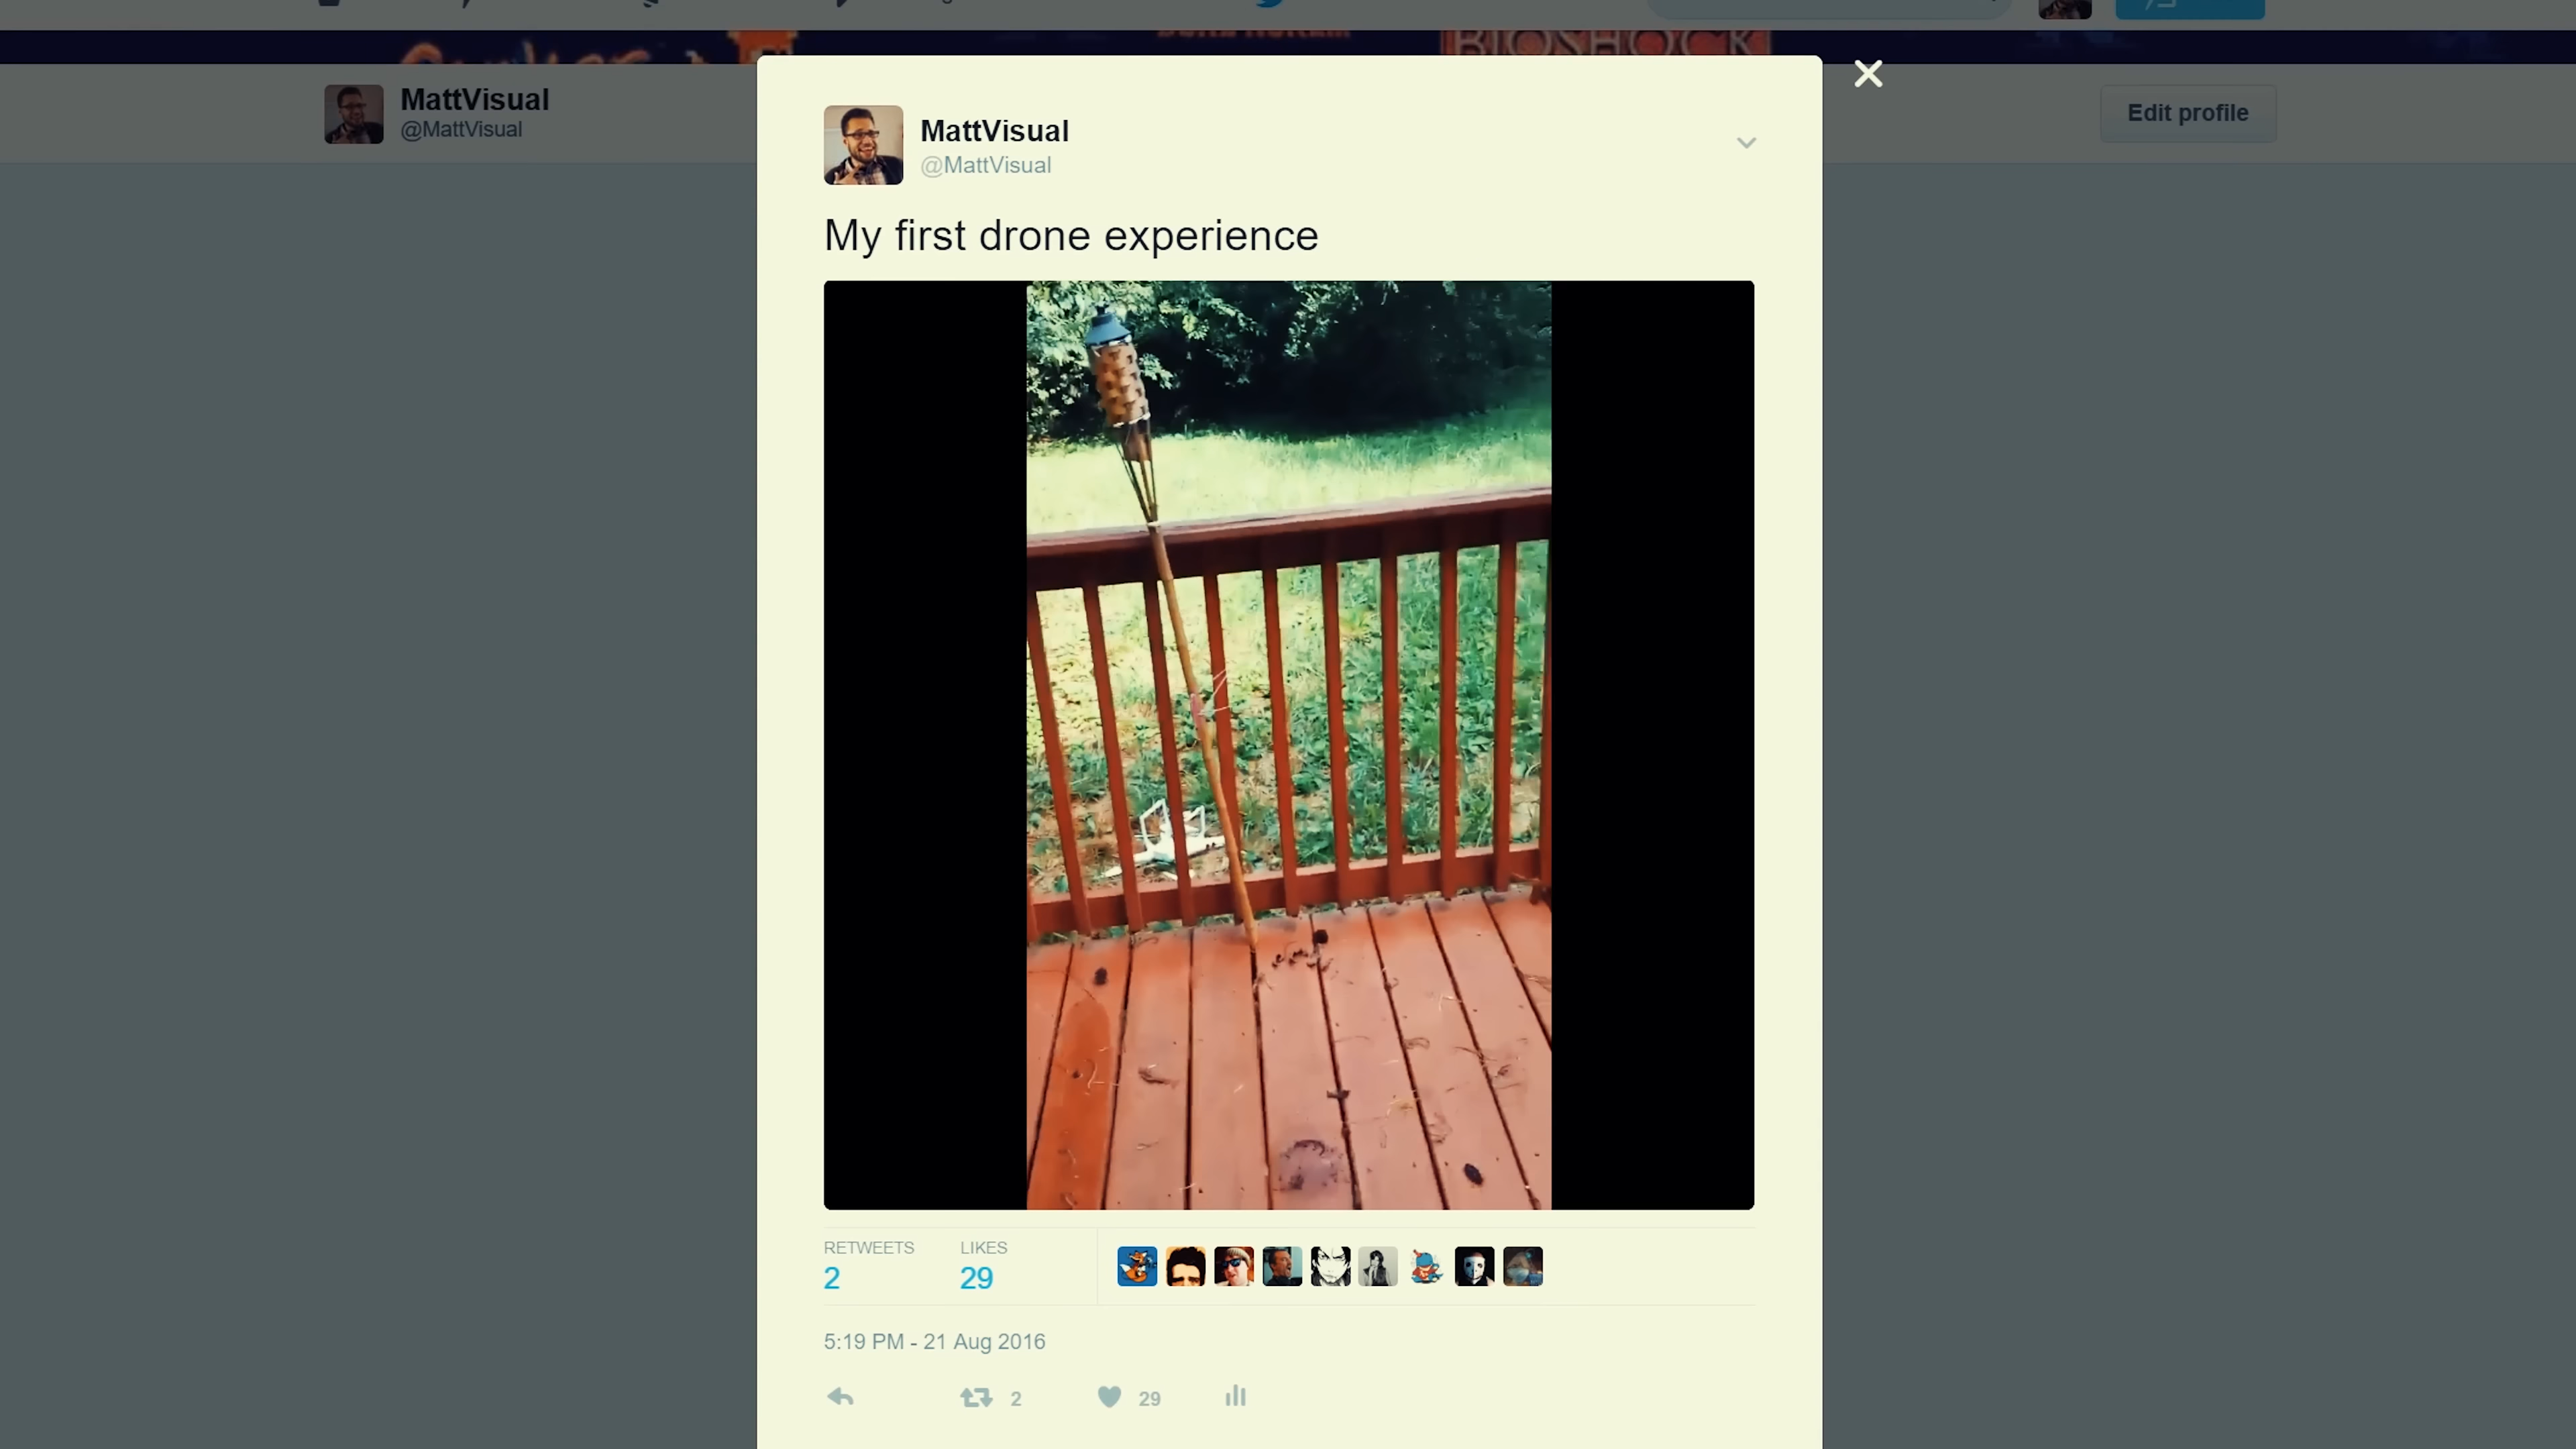 BIOSHOCK
MattVisual
@MattVisual
Edit profile
MattVisual
@MattVisual
My first drone experience
RETWEETS
2
LIKES
29
5:19 PM - 21 Aug 2016
2
29